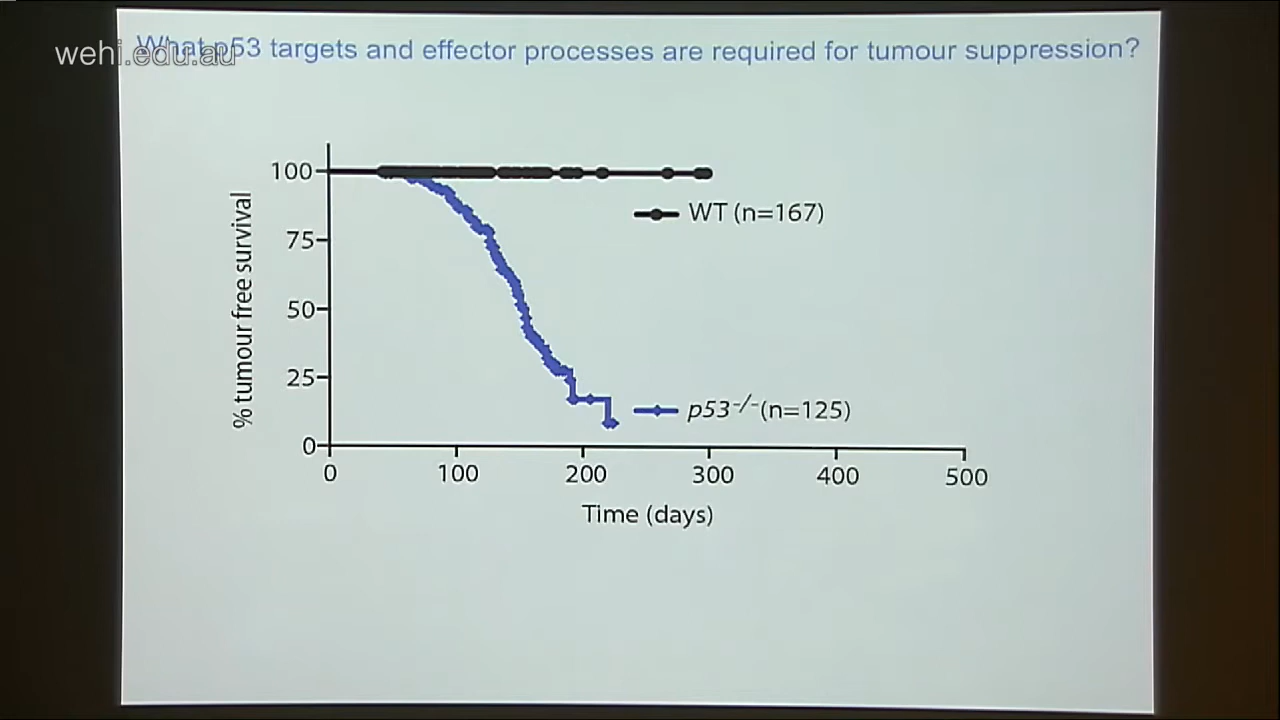 What p53 targets and effector processes are required for tumour suppression?
wehi.edu.au
100
75
50
25
0
% tumour free survival
WT (n=167)
p53-/-(n=125)
0 100 200 300 400 500
Time (days)